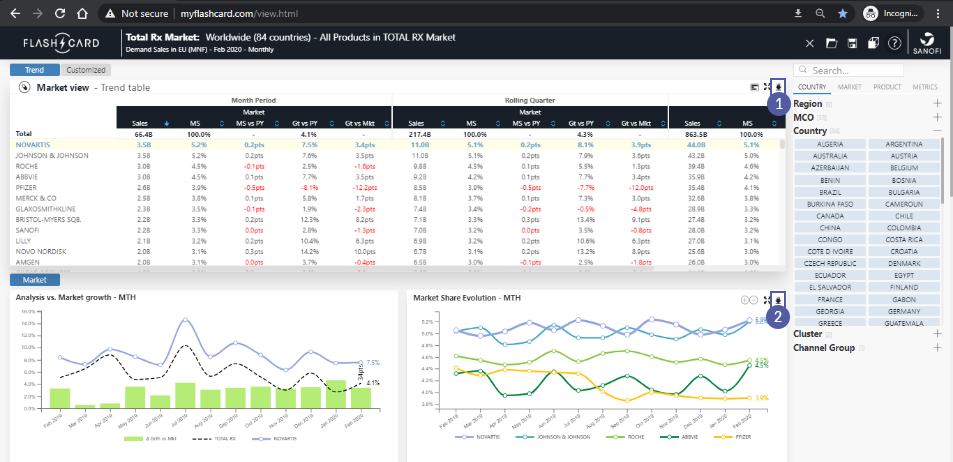 Not secure | myflashcard.com/view.html
Incogni...
FLASH CARD
Total Rx Market: Worldwide (84 countries) - All Products in TOTAL RX Market
Demand Sales in EU (MNF) - Feb 2020 - Monthly
SANOFI
Trend Customized
Market view - Trend table
1
Month Period Rolling Quarter
Market Market
Sales MS MS vs PY Gt vs PY Gt vs Mkt Sales MS MS vs PY Gt vs PY Gt vs Mkt Sales MS
Total 66.4B 100.0% - 4.1% - 217.4B 100.0% - 4.3% - 863.5B 100.0%
NOVARTIS 3.5B 5.2% 0.2pts 7.5% 3.4pts 11.0B 5.1% 0.2pts 8.1% 3.9pts 44.0B 5.1%
JOHNSON & JOHNSON 3.5B 5.2% 0.2pts 7.6% 3.5pts 11.0B 5.1% 0.2pts 7.9% 3.6pts 43.2B 5.0%
ROCHE 3.0B 4.5% -0.1pts 2.5% -1.6pts 9.8B 4.5% 0.1pts 5.5% 1.3pts 39.4B 4.6%
ABBVIE 3.0B 4.5% 0.1pts 7.7% 3.5pts 9.2B 4.2% 0.1pts 7.7% 3.4pts 35.9B 4.2%
PFIZER 2.6B 3.9% -0.5pts -8.1% -12.2pts 8.5B 3.9% -0.5pts -7.7% -12.0pts 35.4B 4.1%
MERCK & CO 2.5B 3.8% 0.1pts 5.8% 1.7pts 8.1B 3.7% 0.1pts 7.3% 3.0pts 32.6B 3.8%
GLAXOSMITHKLINE 2.3B 3.5% -0.1pts 1.9% -2.3pts 7.4B 3.4% -0.2pts -0.5% -4.8pts 28.9B 3.3%
BRISTOL-MYERS SQB. 2.2B 3.3% 0.2pts 12.3% 8.2pts 7.1B 3.3% 0.3pts 13.4% 9.1pts 27.4B 3.2%
SANOFI 2.2B 3.3% 0.0pts 2.8% -1.3pts 7.0B 3.2% 0.0pts 3.5% -0.8pts 28.0B 3.2%
LILLY 2.1B 3.2% 0.2pts 10.4% 6.3pts 6.9B 3.2% 0.2pts 10.6% 6.3pts 27.0B 3.1%
NOVO NORDISK 2.0B 3.1% 0.3pts 14.2% 10.0pts 6.7B 3.1% 0.2pts 13.2% 8.9pts 25.6B 3.0%
AMGEN 2.0B 3.1% 0.0pts 3.7% -0.4pts 6.5B 3.0% -0.1pts 2.5% -1.8pts 26.0B 3.0%
Search...
COUNTRY MARKET PRODUCT METRICS
Region
MCO
Country
ALGERIA ARGENTINA
AUSTRALIA AUSTRIA
AZERBAIJAN BELGIUM
BENIN BOSNIA
BRAZIL BULGARIA
BURKINA FASO CAMEROUN
CANADA CHILE
CHINA COLOMBIA
CONGO COSTA RICA
COTE D IVOIRE CROATIA
CZECH REPUBLIC DENMARK
ECUADOR EGYPT
EL SALVADOR FINLAND
FRANCE GABON
GEORGIA GERMANY
GREECE GUATEMALA
Cluster
Channel Group
Market
Analysis vs. Market growth - MTH
16.0%
14.0%
12.0%
10.0%
8.0%
6.0%
4.0%
2.0%
0.0%
7.5%
34pts
4.1%
Feb 2019 Mar 2019 Apr 2019 May 2019 Jun 2019 Jul 2019 Aug 2019 Sep 2019 Oct 2019 Nov 2019 Dec 2019 Jan 2020 Feb 2020
Δ Gth vs Mkt TOTAL RX NOVARTIS
Market Share Evolution - MTH
2
5.2%
5.0%
4.8%
4.6%
4.4%
4.2%
4.0%
3.8%
4.5%
4.5%
3.9%
Feb 2019 Mar 2019 Apr 2019 May 2019 Jun 2019 Jul 2019 Aug 2019 Sep 2019 Oct 2019 Nov 2019 Dec 2019 Jan 2020 Feb 2020
NOVARTIS JOHNSON & JOHNSON ROCHE ABBVIE PFIZER